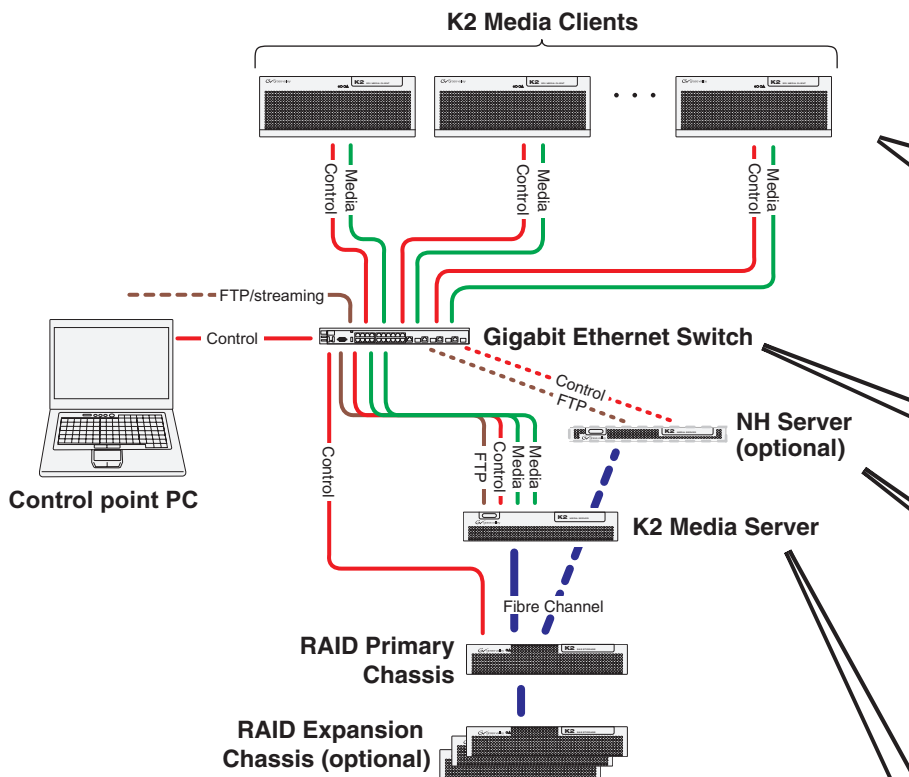 K2 Media Clients
K2
K2
K2
. . .
Control
Media
Control
Media
Control
Media
FTP/streaming
Control
Gigabit Ethernet Switch
Control
FTP
NH Server
(optional)
K2
Control point PC
Control
FTP
Control
Media
Media
K2
K2 Media Server
Fibre Channel
RAID Primary
Chassis
K2
RAID Expansion
Chassis (optional)
K2